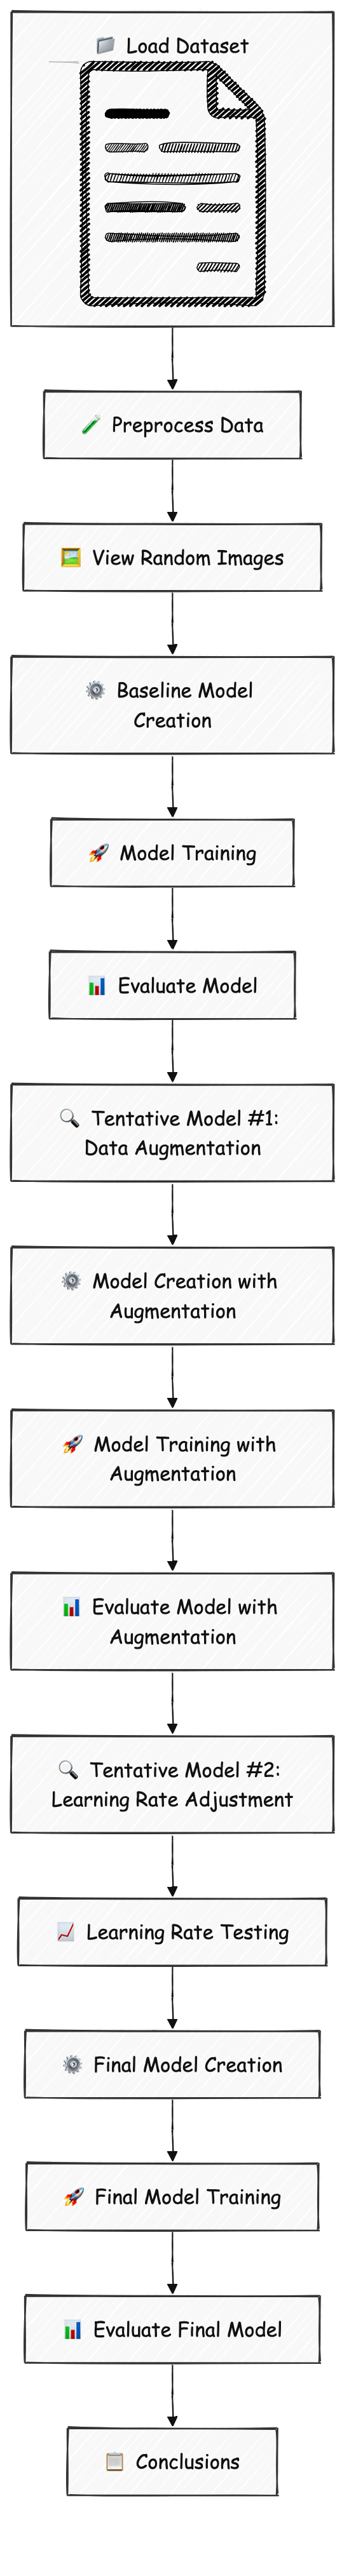 📁 Load Dataset
🧪 Preprocess Data
🖼️ View Random Images
⚙️ Baseline Model
Creation
🚀 Model Training
📊 Evaluate Model
🔍 Tentative Model #1:
Data Augmentation
⚙️ Model Creation with
Augmentation
🚀 Model Training with
Augmentation
📊 Evaluate Model with
Augmentation
🔍 Tentative Model #2:
Learning Rate Adjustment
📈 Learning Rate Testing
⚙️ Final Model Creation
🚀 Final Model Training
📊 Evaluate Final Model
📋 Conclusions